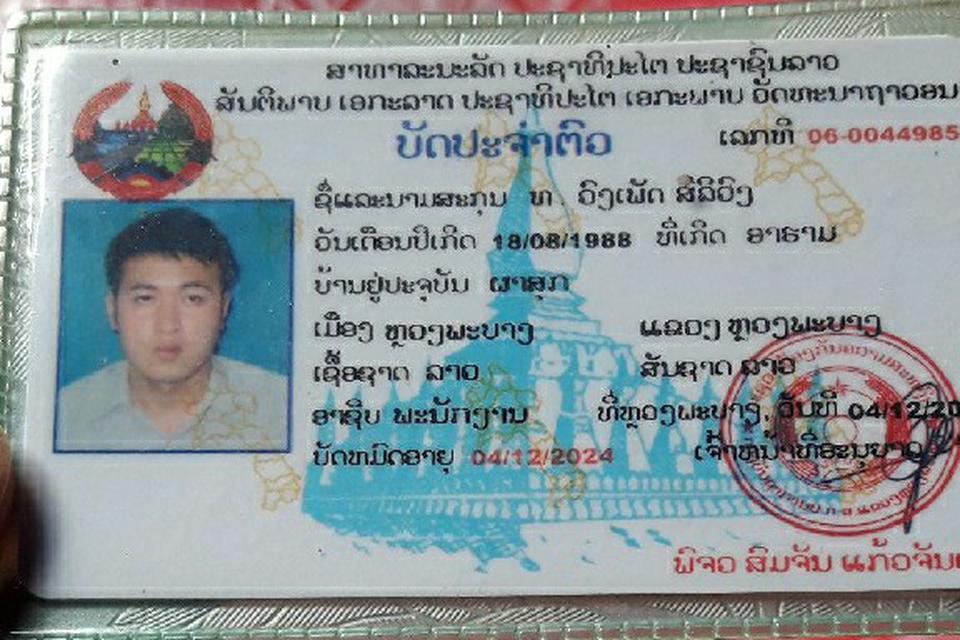 ສາທາລະນະລັດ ປະຊາທິປະໄຕ ປະຊາຊົນລາວ
ສັນຕິພາບ ເອກະລາດ ປະຊາທິປະໄຕ ເອກະພາບ ວັດທະນາຖາວອນ
ບັດປະຈຳຕົວ ເລກທີ 06-0044985
ຊື່ແລະນາມສະກຸນ ທ. ວົງເພັດ ສີລິວົງ
ວັນເດືອນປີເກີດ 18/08/1988 ທີ່ເກີດ ອາຮາມ
ບ້ານຢູ່ປະຈຸບັນ ຜາສຸກ
ເມືອງ ຫຼວງພະບາງ ແຂວງ ຫຼວງພະບາງ
ເຊື້ອຊາດ ລາວ ສັນຊາດ ລາວ
ອາຊີບ ພະນັກງານ ທີ່ຫຼວງພະບາງ, ວັນທີ 04/12/20
ບັດຫມົດອາຍຸ 04/12/2024 ເຈົ້າຫນ້າທີ່ອະນຸຍາດ
ພິຈວ ສົມຈັນ ແກ້ວຈັນ